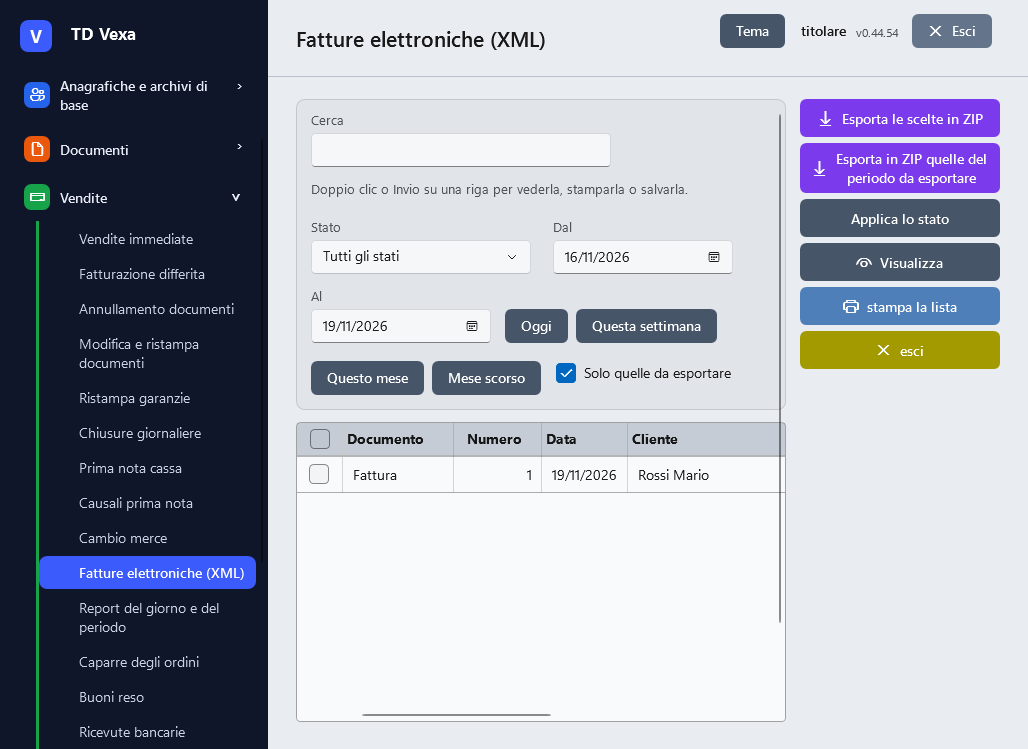 V TD Vexa
Anagrafiche e archivi di
base
Documenti
Vendite
Vendite immediate
Fatturazione differita
Annullamento documenti
Modifica e ristampa
documenti
Ristampa garanzie
Chiusure giornaliere
Prima nota cassa
Causali prima nota
Cambio merce
Fatture elettroniche (XML)
Report del giorno e del
periodo
Caparre degli ordini
Buoni reso
Ricevute bancarie
Fatture elettroniche (XML)
Tema titolare v0.44.54 Esci
Cerca
Doppio clic o Invio su una riga per vederla, stamparla o salvarla.
Stato Dal
Tutti gli stati 16/11/2026
Al
19/11/2026 Oggi Questa settimana
Questo mese Mese scorso Solo quelle da esportare
Documento Numero Data Cliente
Fattura 1 19/11/2026 Rossi Mario
Esporta le scelte in ZIP
Esporta in ZIP quelle del
periodo da esportare
Applica lo stato
Visualizza
stampa la lista
esci